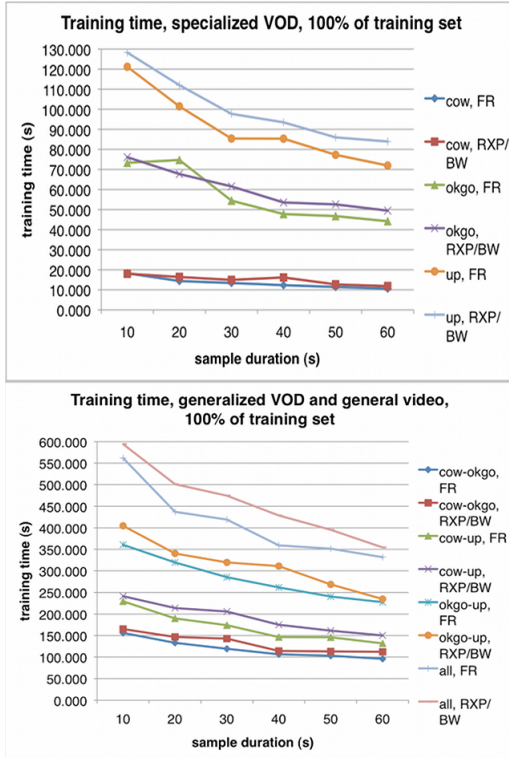 Training time, specialized VOD, 100% of training set
130.000
120.000
110.000
100.000
90.000
80.000
70.000
60.000
50.000
40.000
30.000
20.000
10.000
0.000
training time (s)
10 20 30 40 50 60
sample duration (s)
cow, FR
cow, RXP/
BW
okgo, FR
okgo,
RXP/BW
up, FR
up, RXP/
BW
Training time, generalized VOD and general video,
100% of training set
600.000
550.000
500.000
450.000
400.000
350.000
300.000
250.000
200.000
150.000
100.000
50.000
0.000
training time (s)
10 20 30 40 50 60
sample duration (s)
cow-okgo,
FR
cow-okgo,
RXP/BW
cow-up, FR
cow-up,
RXP/BW
okgo-up,
FR
okgo-up,
RXP/BW
all, FR
all, RXP/
BW